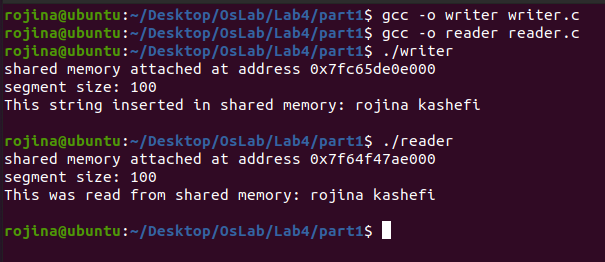 rojina@ubuntu:~/Desktop/OsLab/Lab4/part1$ gcc -o writer writer.c
rojina@ubuntu:~/Desktop/OsLab/Lab4/part1$ gcc -o reader reader.c
rojina@ubuntu:~/Desktop/OsLab/Lab4/part1$ ./writer
shared memory attached at address 0x7fc65de0e000
segment size: 100
This string inserted in shared memory: rojina kashefi
rojina@ubuntu:~/Desktop/OsLab/Lab4/part1$ ./reader
shared memory attached at address 0x7f64f47ae000
segment size: 100
This was read from shared memory: rojina kashefi
rojina@ubuntu:~/Desktop/OsLab/Lab4/part1$